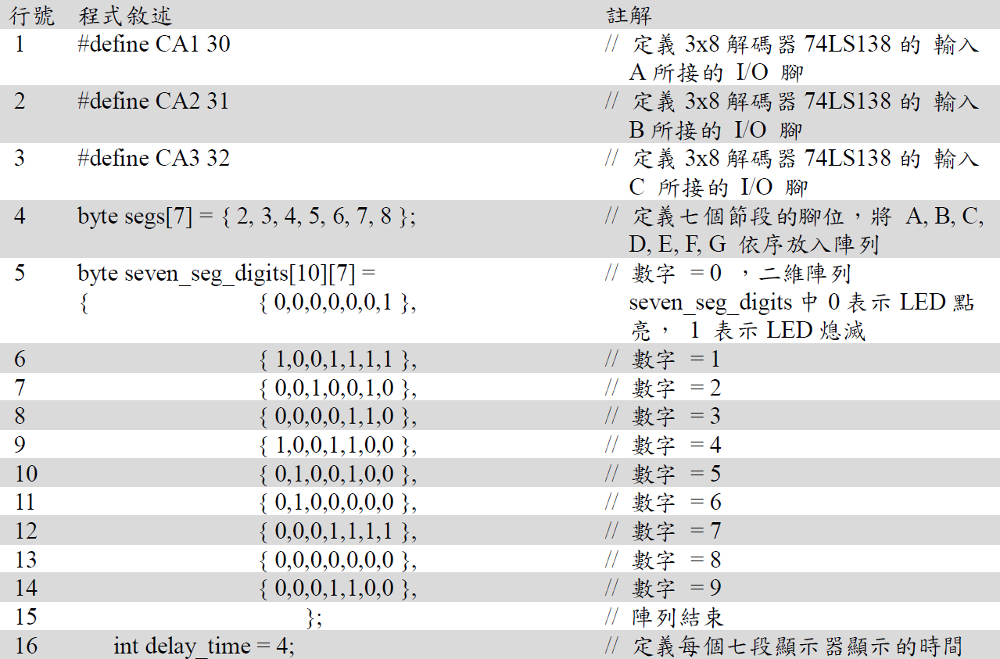 行號 程式敘述 註解
1 #define CA1 30 // 定義 3x8 解碼器 74LS138 的 輸入
A 所接的 I/O 腳
2 #define CA2 31 // 定義 3x8 解碼器 74LS138 的 輸入
B 所接的 I/O 腳
3 #define CA3 32 // 定義 3x8 解碼器 74LS138 的 輸入
C 所接的 I/O 腳
4 byte segs[7] = { 2, 3, 4, 5, 6, 7, 8 }; // 定義七個節段的腳位，將 A, B, C,
D, E, F, G 依序放入陣列
5 byte seven_seg_digits[10][7] = // 數字 = 0 ，二維陣列
{ { 0,0,0,0,0,0,1 }, seven_seg_digits 中 0 表示 LED 點
亮， 1 表示 LED 熄滅
6 { 1,0,0,1,1,1,1 }, // 數字 = 1
7 { 0,0,1,0,0,1,0 }, // 數字 = 2
8 { 0,0,0,0,1,1,0 }, // 數字 = 3
9 { 1,0,0,1,1,0,0 }, // 數字 = 4
10 { 0,1,0,0,1,0,0 }, // 數字 = 5
11 { 0,1,0,0,0,0,0 }, // 數字 = 6
12 { 0,0,0,1,1,1,1 }, // 數字 = 7
13 { 0,0,0,0,0,0,0 }, // 數字 = 8
14 { 0,0,0,1,1,0,0 }, // 數字 = 9
15 }; // 陣列結束
16 int delay_time = 4; // 定義每個七段顯示器顯示的時間